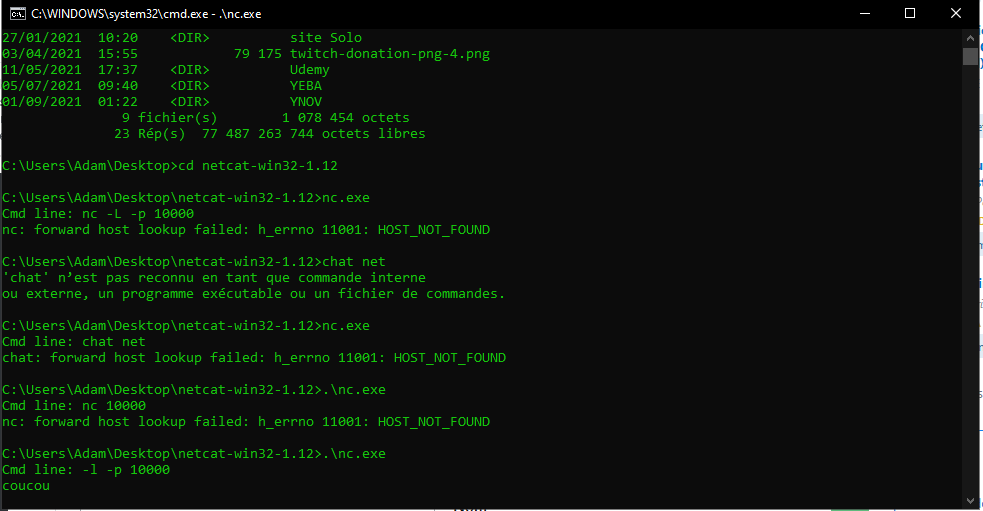 C:\WINDOWS\system32\cmd.exe - .\nc.exe
27/01/2021  10:20    <DIR>          site Solo
03/04/2021  15:55            79 175 twitch-donation-png-4.png
11/05/2021  17:37    <DIR>          Udemy
05/07/2021  09:40    <DIR>          YEBA
01/09/2021  01:22    <DIR>          YNOV
9 fichier(s)        1 078 454 octets
23 Rép(s)  77 487 263 744 octets libres
C:\Users\Adam\Desktop>cd netcat-win32-1.12
C:\Users\Adam\Desktop\netcat-win32-1.12>nc.exe
Cmd line: nc -L -p 10000
nc: forward host lookup failed: h_errno 11001: HOST_NOT_FOUND
C:\Users\Adam\Desktop\netcat-win32-1.12>chat net
'chat' n’est pas reconnu en tant que commande interne
ou externe, un programme exécutable ou un fichier de commandes.
C:\Users\Adam\Desktop\netcat-win32-1.12>nc.exe
Cmd line: chat net
chat: forward host lookup failed: h_errno 11001: HOST_NOT_FOUND
C:\Users\Adam\Desktop\netcat-win32-1.12>.\nc.exe
Cmd line: nc 10000
nc: forward host lookup failed: h_errno 11001: HOST_NOT_FOUND
C:\Users\Adam\Desktop\netcat-win32-1.12>.\nc.exe
Cmd line: -l -p 10000
coucou